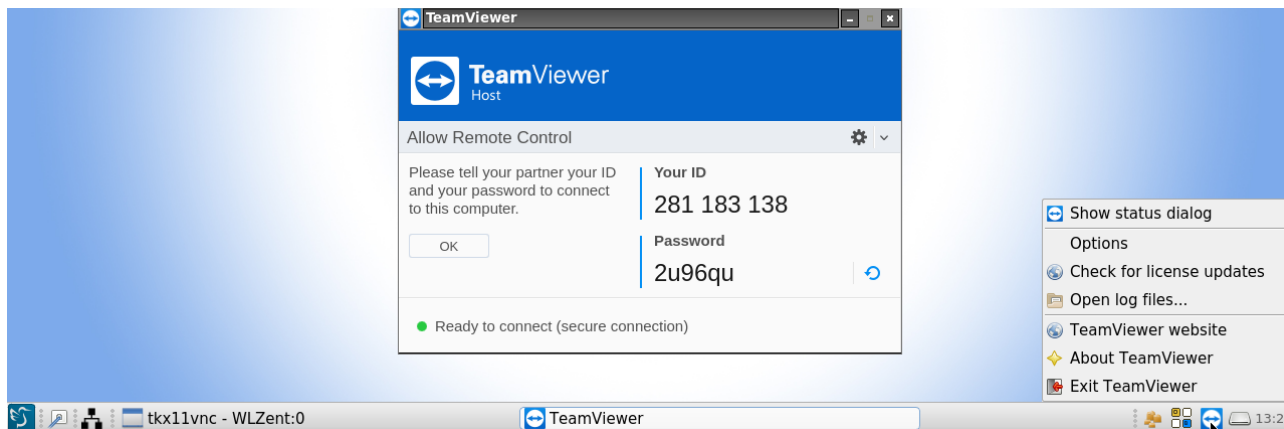 TeamViewer
TeamViewer
Host
Allow Remote Control
Please tell your partner your ID
and your password to connect
to this computer.
OK
Your ID
281 183 138
Password
2u96qu
Ready to connect (secure connection)
Show status dialog
Options
Check for license updates
Open log files...
TeamViewer website
About TeamViewer
Exit TeamViewer
tkx11vnc - WLZent:0
TeamViewer